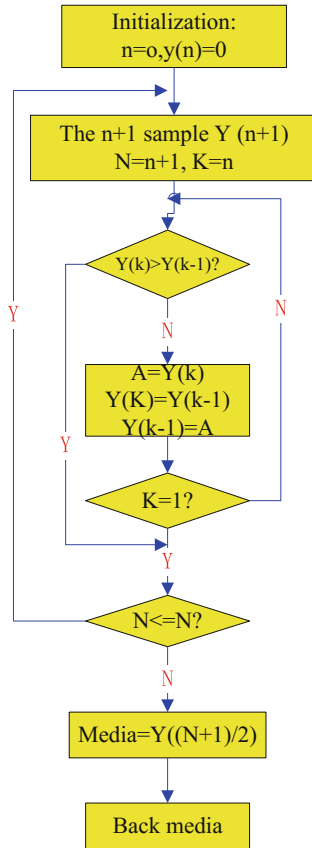 Initialization:
n=o,y(n)=0
The n+1 sample Y (n+1)
N=n+1, K=n
Y(k)>Y(k-1)?
N
N
Y
A=Y(k)
Y(K)=Y(k-1)
Y(k-1)=A
Y
K=1?
Y
N<=N?
N
Media=Y((N+1)/2)
Back media